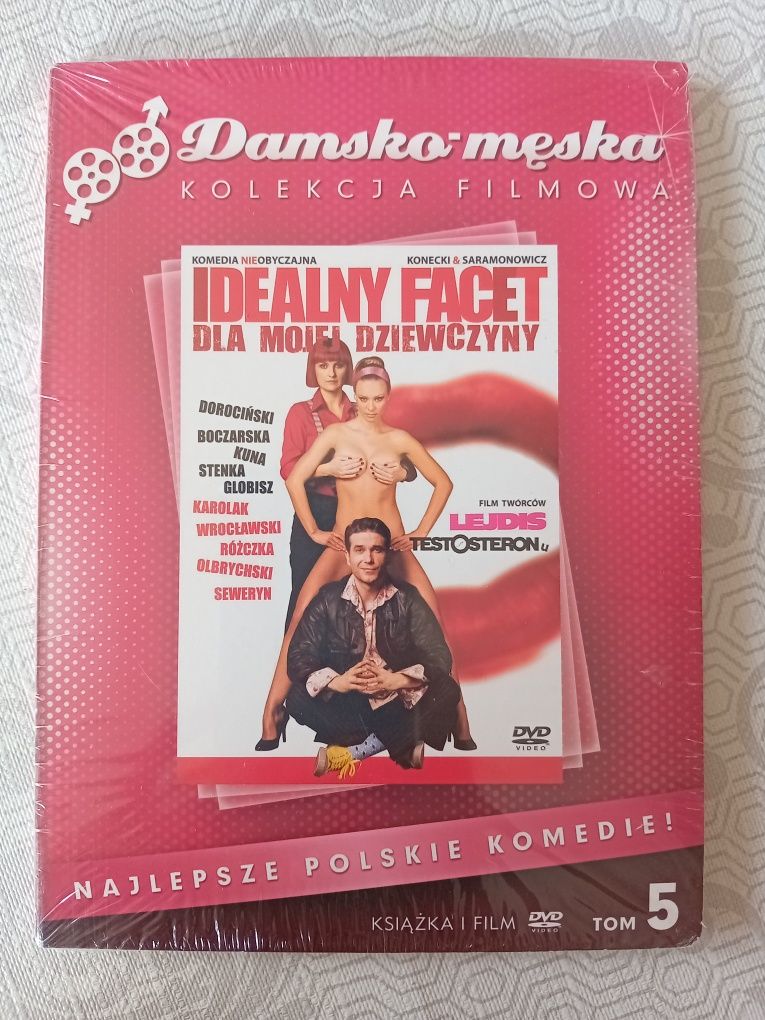 Damsko-męska
KOLEKCJA FILMOWA
KOMEDIA NIEOBYCZAJNA KONECKI & SARAMONOWICZ
IDEALNY FACET
DLA MOJEJ DZIEWCZYNY
DOROCIŃSKI
BOCZARSKA
KUNA
STENKA
GLOBISZ
KAROLAK
WROCŁAWSKI
RÓŻCZKA
OLBRYCHSKI
SEWERYN
FILM TWÓRCÓW
LEJDIS
TESTOSTERONu
DVD
VIDEO
NAJLEPSZE POLSKIE KOMEDIE!
KSIĄŻKA I FILM DVD VIDEO TOM 5